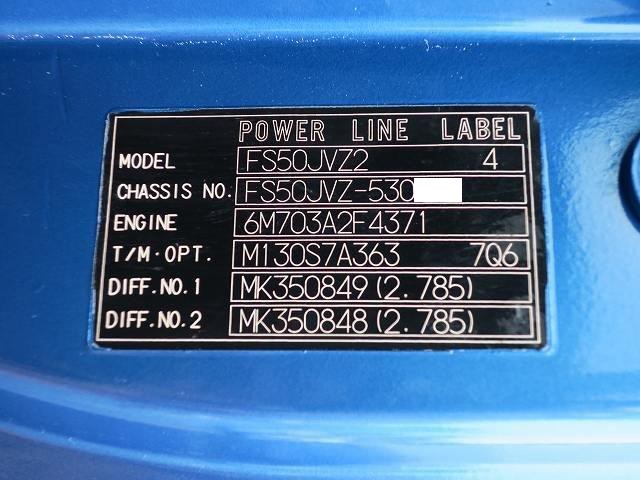 POWER LINE LABEL
MODEL FS50JVZ2 4
CHASSIS NO. FS50JVZ-530
ENGINE 6M703A2F4371
T/M·OPT. M130S7A363 7Q6
DIFF.NO.1 MK350849(2.785)
DIFF.NO.2 MK350848(2.785)